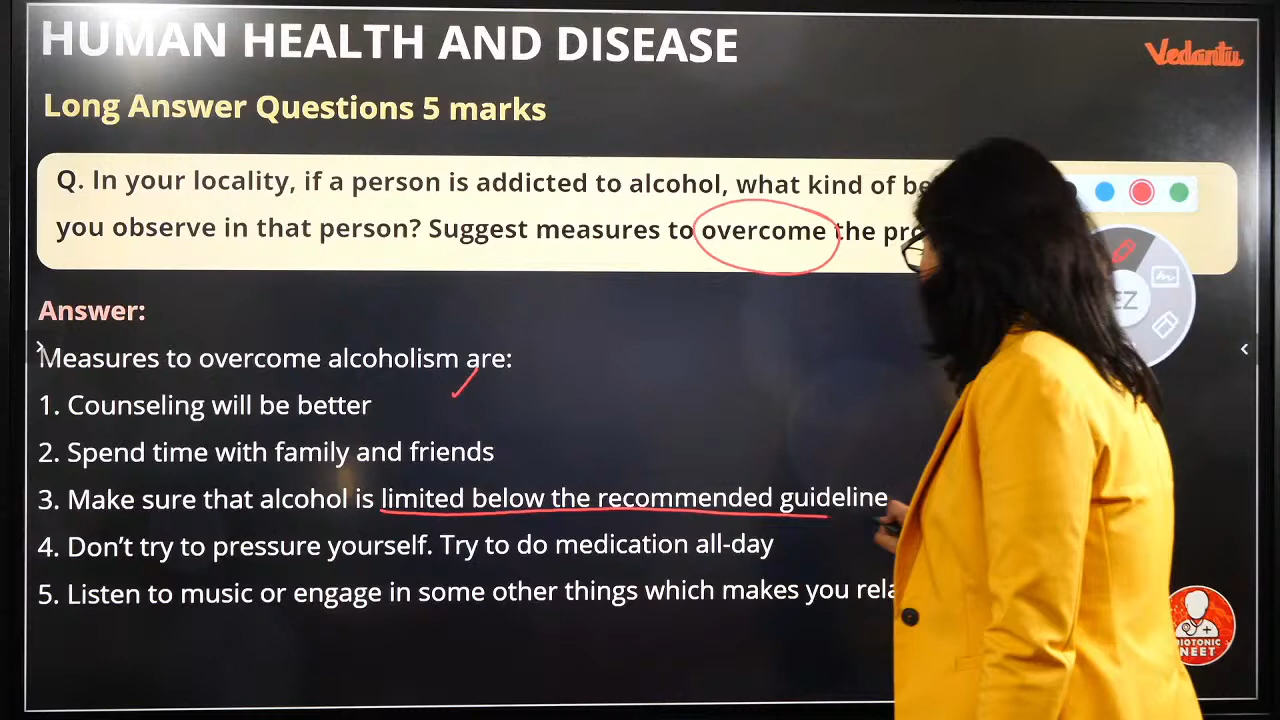 HUMAN HEALTH AND DISEASE
Vedantu
Long Answer Questions 5 marks
Q. In your locality, if a person is addicted to alcohol, what kind of
you observe in that person? Suggest measures to overcome the
EZ
Answer:
Measures to overcome alcoholism are:
1. Counseling will be better
2. Spend time with family and friends
3. Make sure that alcohol is limited below the recommended guideline
4. Don't try to pressure yourself. Try to do medication all-day
5. Listen to music or engage in some other things which makes you
NEET